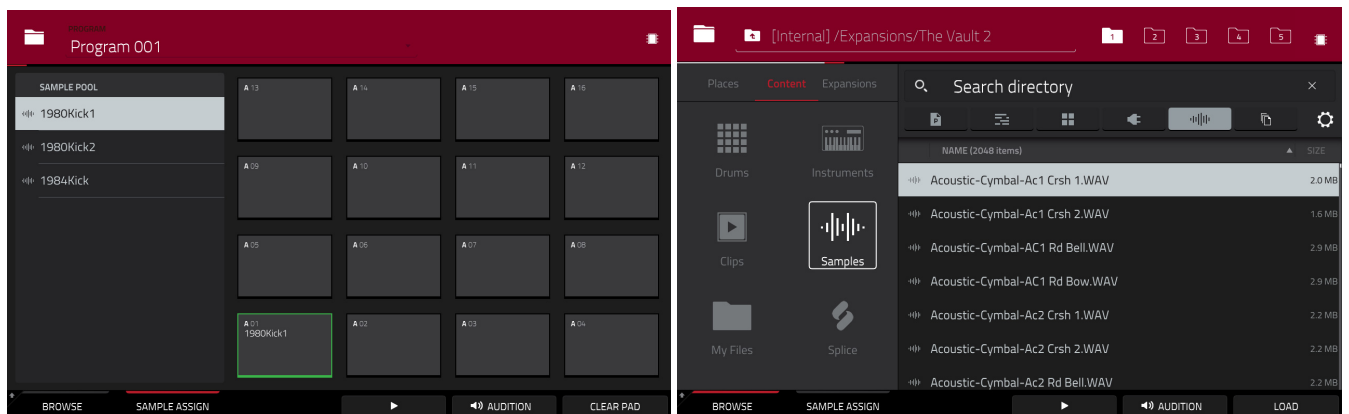 PROGRAM
Program 001
SAMPLE POOL
1980Kick1
1980Kick2
1984Kick
A 13
A 14
A 15
A 16
A 09
A 10
A 11
A 12
A 05
A 06
A 07
A 08
A 01
1980Kick1
A 02
A 03
A 04
BROWSE
SAMPLE ASSIGN
AUDITION
CLEAR PAD
[Internal] /Expansions/The Vault 2
1
2
3
4
5
Places
Content
Expansions
Search directory
Drums
Instruments
Clips
Samples
My Files
Splice
NAME (2048 items)
SIZE
Acoustic-Cymbal-Ac1 Crsh 1.WAV 2.0 MB
Acoustic-Cymbal-Ac1 Crsh 2.WAV 1.6 MB
Acoustic-Cymbal-AC1 Rd Bell.WAV 2.9 MB
Acoustic-Cymbal-AC1 Rd Bow.WAV 2.9 MB
Acoustic-Cymbal-Ac2 Crsh 1.WAV 2.2 MB
Acoustic-Cymbal-Ac2 Crsh 2.WAV 2.2 MB
Acoustic-Cymbal-Ac2 Rd Bell.WAV 2.2 MB
BROWSE
SAMPLE ASSIGN
AUDITION
LOAD